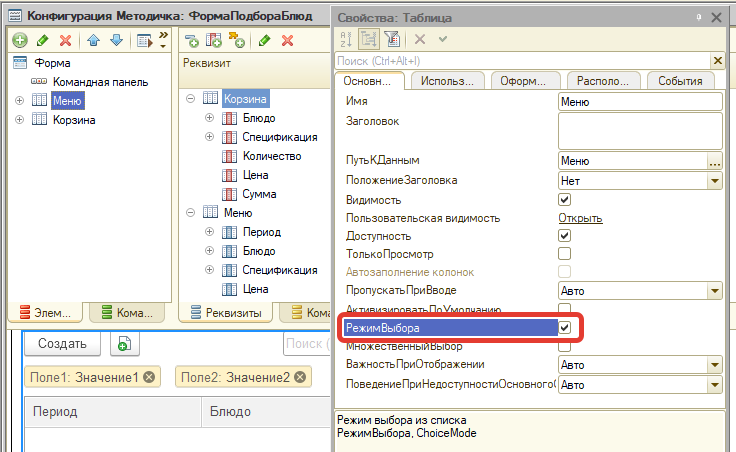 Конфигурация Методичка: ФормаПодбораБлюд
Форма
Командная панель
Меню
Корзина
Элем...
Кома...
Реквизит
Корзина
Блюдо
Спецификация
Количество
Цена
Сумма
Меню
Период
Блюдо
Спецификация
Цена
Реквизиты
Кома
Создать
Поиск (
Поле1: Значение1
Поле2: Значение2
Период
Блюдо
Свойства: Таблица
Поиск (Ctrl+Alt+I)
Основн...
Использ...
Оформ...
Располо...
События
Имя
Меню
Заголовок
ПутьКДанным
Меню
ПоложениеЗаголовка
Нет
Видимость
Пользовательская видимость
Открыть
Доступность
ТолькоПросмотр
Автозаполнение колонок
ПропускатьПриВводе
Авто
АктивизироватьПоУмолчанию
РежимВыбора
МножественныйВыбор
ВажностьПриОтображении
Авто
ПоведениеПриНедоступностиОсновного
Авто
Режим выбора из списка
РежимВыбора, ChoiceMode